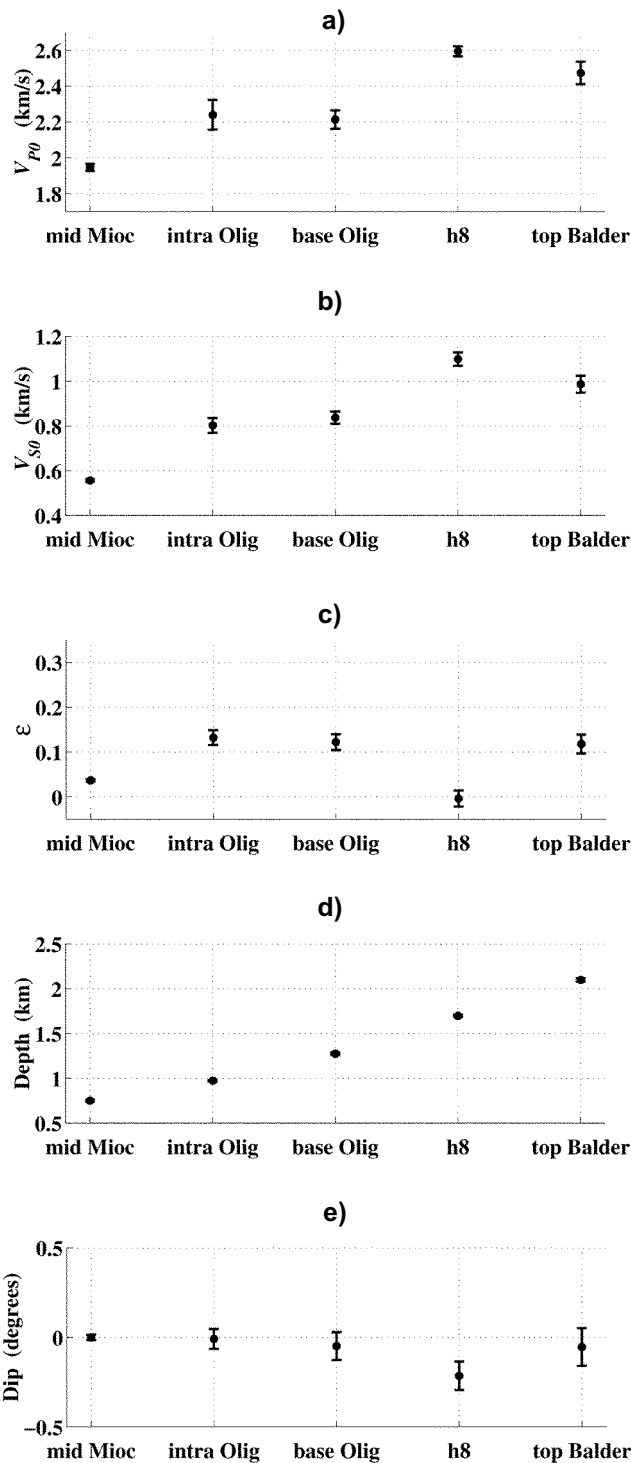 a)
V_P0 (km/s)
2.6
2.4
2.2
2
1.8
mid Mioc intra Olig base Olig h8 top Balder
b)
V_S0 (km/s)
1.2
1
0.8
0.6
0.4
mid Mioc intra Olig base Olig h8 top Balder
c)
ε
0.3
0.2
0.1
0
mid Mioc intra Olig base Olig h8 top Balder
d)
Depth (km)
2.5
2
1.5
1
0.5
mid Mioc intra Olig base Olig h8 top Balder
e)
Dip (degrees)
0.5
0
−0.5
mid Mioc intra Olig base Olig h8 top Balder